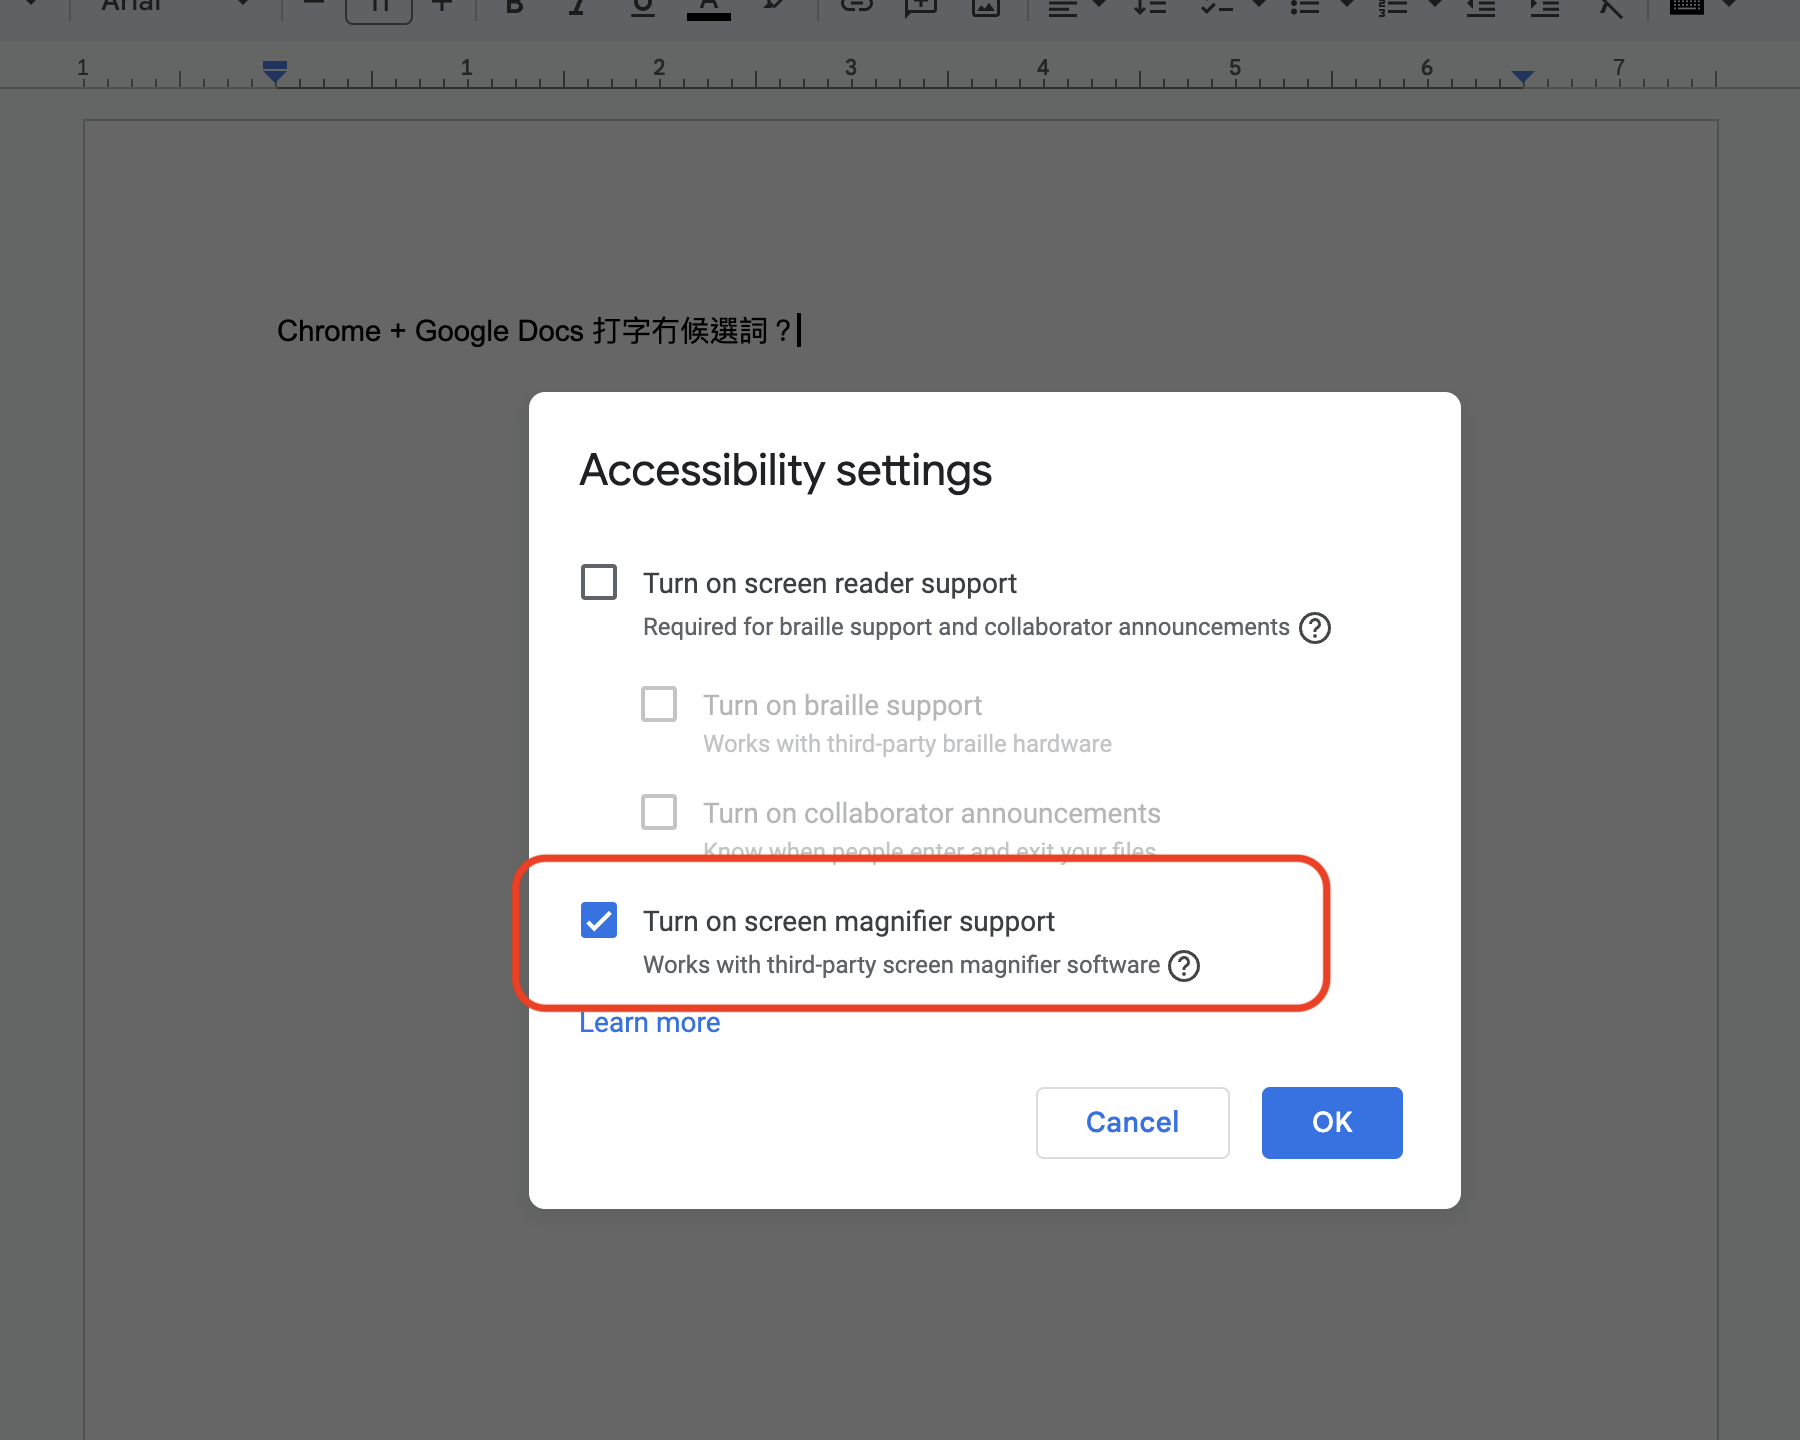 Arial
11
B I U A
1 1 2 3 4 5 6 7
Chrome + Google Docs 打字冇候選詞？
Accessibility settings
Turn on screen reader support
Required for braille support and collaborator announcements ?
Turn on braille support
Works with third-party braille hardware
Turn on collaborator announcements
Know when people enter and exit your files
Turn on screen magnifier support
Works with third-party screen magnifier software ?
Learn more
Cancel OK